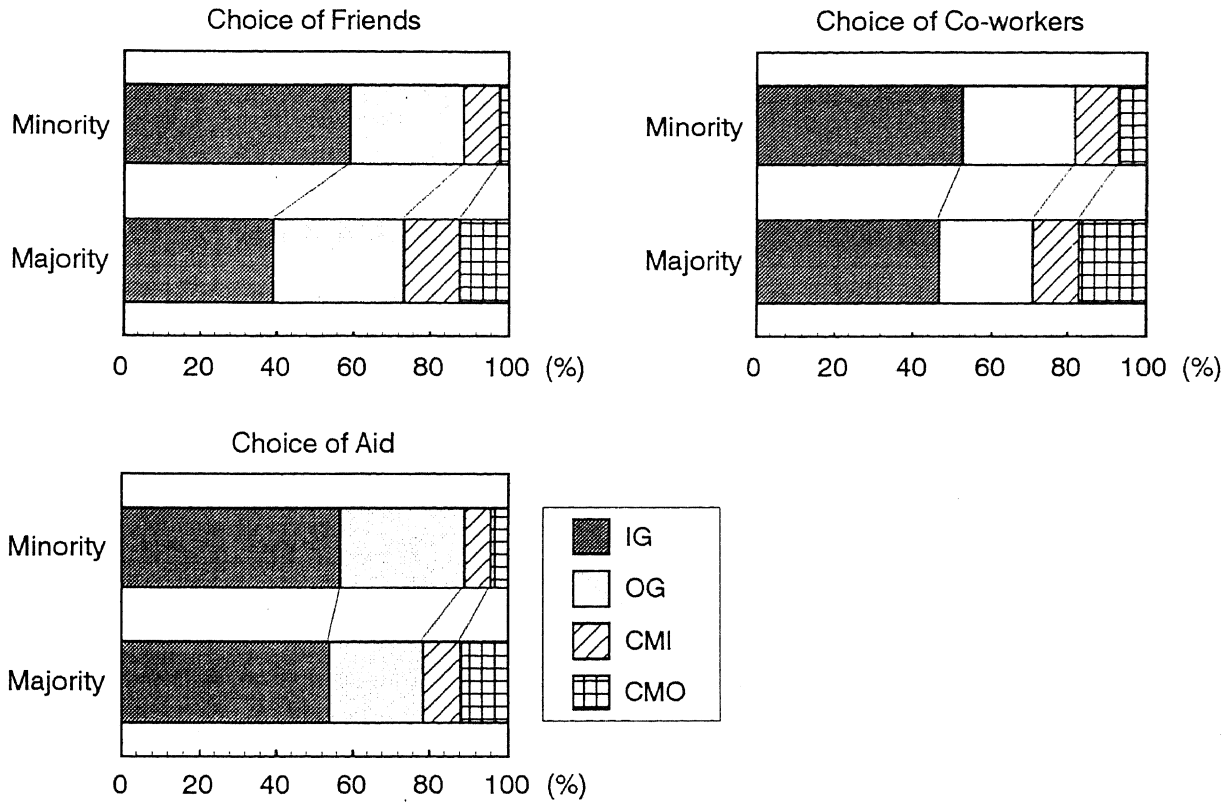 Choice of Friends
Minority
Majority
0 20 40 60 80 100 (%)
Choice of Co-workers
Minority
Majority
0 20 40 60 80 100 (%)
Choice of Aid
Minority
Majority
0 20 40 60 80 100 (%)
IG
OG
CMI
CMO